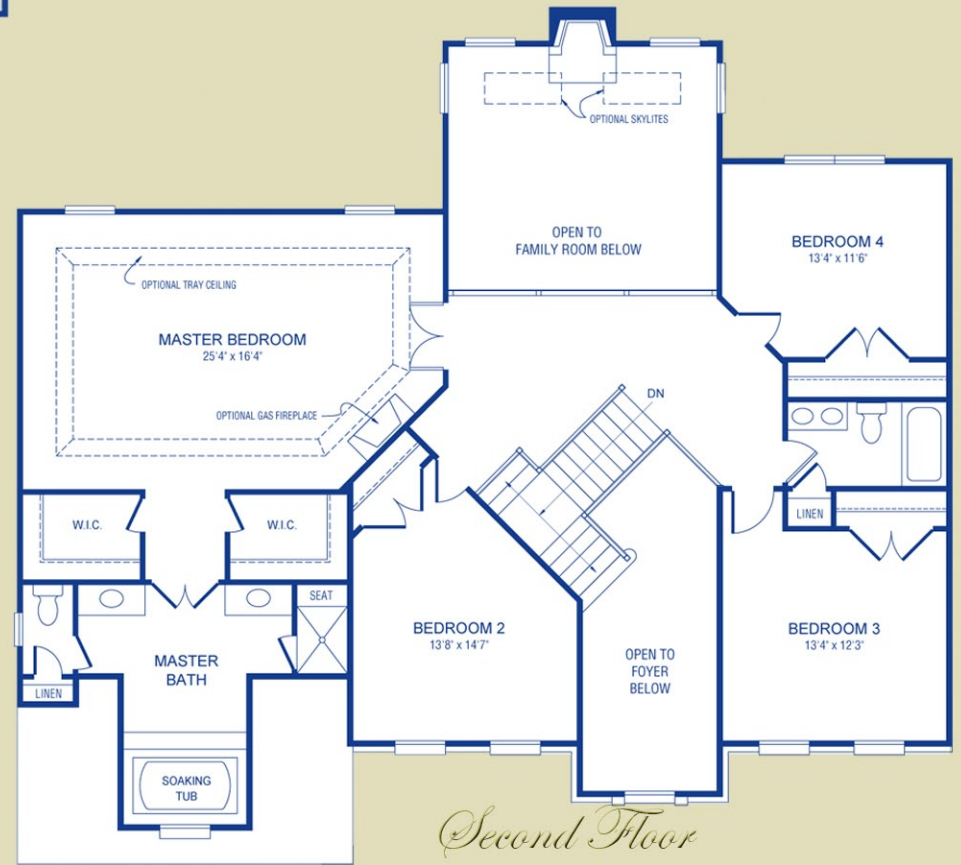 OPTIONAL SKYLITES
OPEN TO
FAMILY ROOM BELOW
BEDROOM 4
13'4" x 11'6"
OPTIONAL TRAY CEILING
MASTER BEDROOM
25'4" x 16'4"
OPTIONAL GAS FIREPLACE
DN
W.I.C.
W.I.C.
LINEN
SEAT
BEDROOM 2
13'8" x 14'7"
BEDROOM 3
13'4" x 12'3"
MASTER
BATH
OPEN TO
FOYER
BELOW
LINEN
SOAKING
TUB
Second Floor